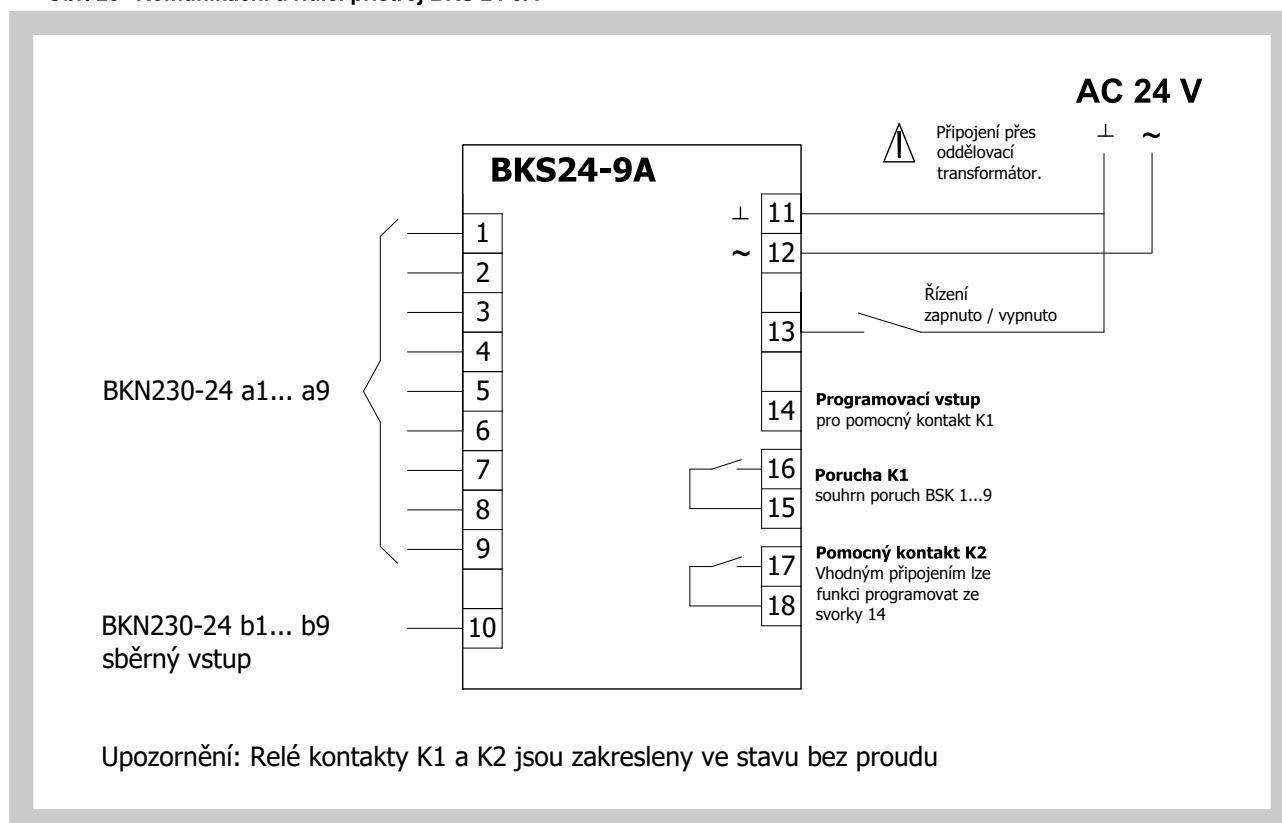 AC 24 V
⊥ ~
Připojení přes
oddělovací
transformátor.
BKS24-9A
1
2
3
4
5
6
7
8
9
10
BKN230-24 a1... a9
BKN230-24 b1... b9
sběrný vstup
⊥ 11
~ 12
13
14
16
15
17
18
Řízení
zapnuto / vypnuto
Programovací vstup
pro pomocný kontakt K1
Porucha K1
souhrn poruch BSK 1...9
Pomocný kontakt K2
Vhodným připojením lze
funkci programovat ze
svorky 14
Upozornění: Relé kontakty K1 a K2 jsou zakresleny ve stavu bez proudu